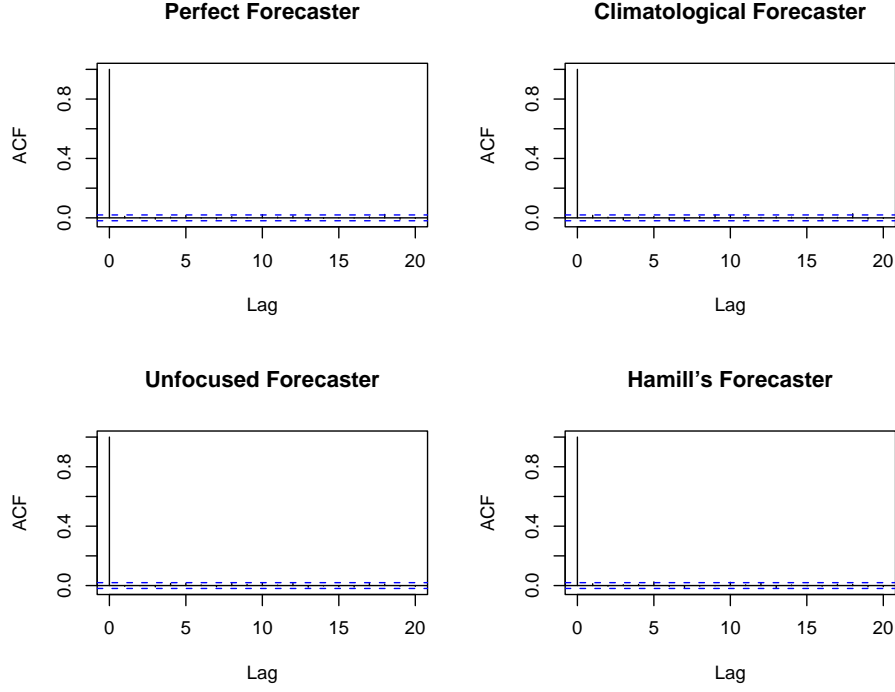 Perfect Forecaster
ACF
0.0 0.4 0.8
0 5 10 15 20
Lag
Climatological Forecaster
ACF
0.0 0.4 0.8
0 5 10 15 20
Lag
Unfocused Forecaster
ACF
0.0 0.4 0.8
0 5 10 15 20
Lag
Hamill's Forecaster
ACF
0.0 0.4 0.8
0 5 10 15 20
Lag